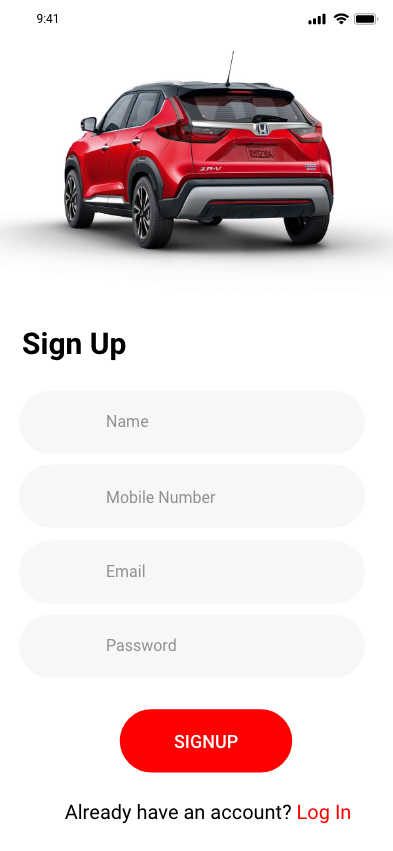 9:41
ZR-V
Sign Up
Name
Mobile Number
Email
Password
SIGNUP
Already have an account? Log In